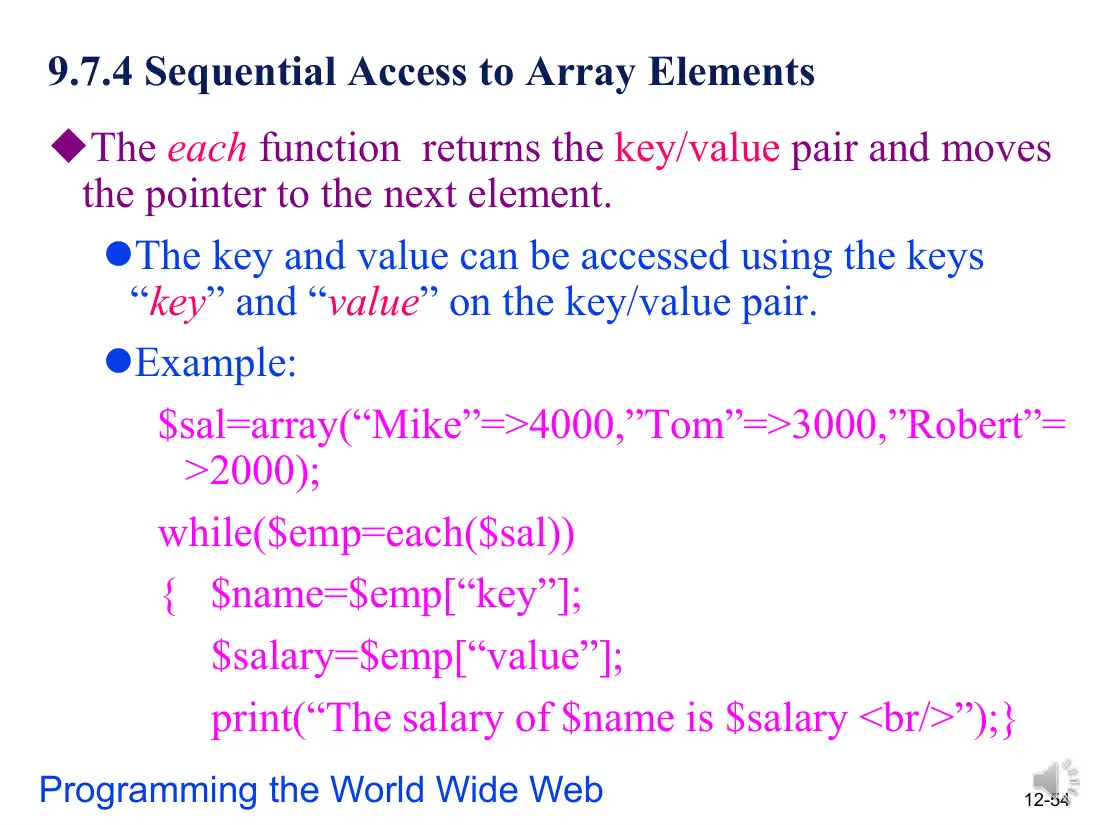 9.7.4 Sequential Access to Array Elements
The each function  returns the key/value pair and moves
the pointer to the next element.
The key and value can be accessed using the keys
“key” and “value” on the key/value pair.
Example:
$sal=array(“Mike”=>4000,”Tom”=>3000,”Robert”=
>2000);
while($emp=each($sal))
{ $name=$emp[“key”];
$salary=$emp[“value”];
print(“The salary of $name is $salary <br/>”);}
Programming the World Wide Web
12-54